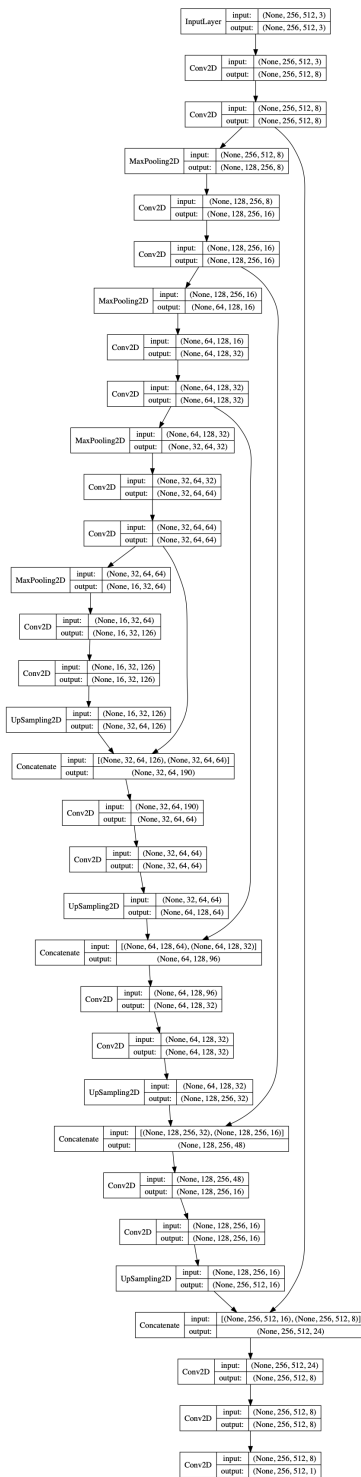 InputLayer input: (None, 256, 512, 3)
output: (None, 256, 512, 3)
Conv2D input: (None, 256, 512, 3)
output: (None, 256, 512, 8)
Conv2D input: (None, 256, 512, 8)
output: (None, 256, 512, 8)
MaxPooling2D input: (None, 256, 512, 8)
output: (None, 128, 256, 8)
Conv2D input: (None, 128, 256, 8)
output: (None, 128, 256, 16)
Conv2D input: (None, 128, 256, 16)
output: (None, 128, 256, 16)
MaxPooling2D input: (None, 128, 256, 16)
output: (None, 64, 128, 16)
Conv2D input: (None, 64, 128, 16)
output: (None, 64, 128, 32)
Conv2D input: (None, 64, 128, 32)
output: (None, 64, 128, 32)
MaxPooling2D input: (None, 64, 128, 32)
output: (None, 32, 64, 32)
Conv2D input: (None, 32, 64, 32)
output: (None, 32, 64, 64)
Conv2D input: (None, 32, 64, 64)
output: (None, 32, 64, 64)
MaxPooling2D input: (None, 32, 64, 64)
output: (None, 16, 32, 64)
Conv2D input: (None, 16, 32, 64)
output: (None, 16, 32, 126)
Conv2D input: (None, 16, 32, 126)
output: (None, 16, 32, 126)
UpSampling2D input: (None, 16, 32, 126)
output: (None, 32, 64, 126)
Concatenate input: [(None, 32, 64, 126), (None, 32, 64, 64)]
output: (None, 32, 64, 190)
Conv2D input: (None, 32, 64, 190)
output: (None, 32, 64, 64)
Conv2D input: (None, 32, 64, 64)
output: (None, 32, 64, 64)
UpSampling2D input: (None, 32, 64, 64)
output: (None, 64, 128, 64)
Concatenate input: [(None, 64, 128, 64), (None, 64, 128, 32)]
output: (None, 64, 128, 96)
Conv2D input: (None, 64, 128, 96)
output: (None, 64, 128, 32)
Conv2D input: (None, 64, 128, 32)
output: (None, 64, 128, 32)
UpSampling2D input: (None, 64, 128, 32)
output: (None, 128, 256, 32)
Concatenate input: [(None, 128, 256, 32), (None, 128, 256, 16)]
output: (None, 128, 256, 48)
Conv2D input: (None, 128, 256, 48)
output: (None, 128, 256, 16)
Conv2D input: (None, 128, 256, 16)
output: (None, 128, 256, 16)
UpSampling2D input: (None, 128, 256, 16)
output: (None, 256, 512, 16)
Concatenate input: [(None, 256, 512, 16), (None, 256, 512, 8)]
output: (None, 256, 512, 24)
Conv2D input: (None, 256, 512, 24)
output: (None, 256, 512, 8)
Conv2D input: (None, 256, 512, 8)
output: (None, 256, 512, 8)
Conv2D input: (None, 256, 512, 8)
output: (None, 256, 512, 1)